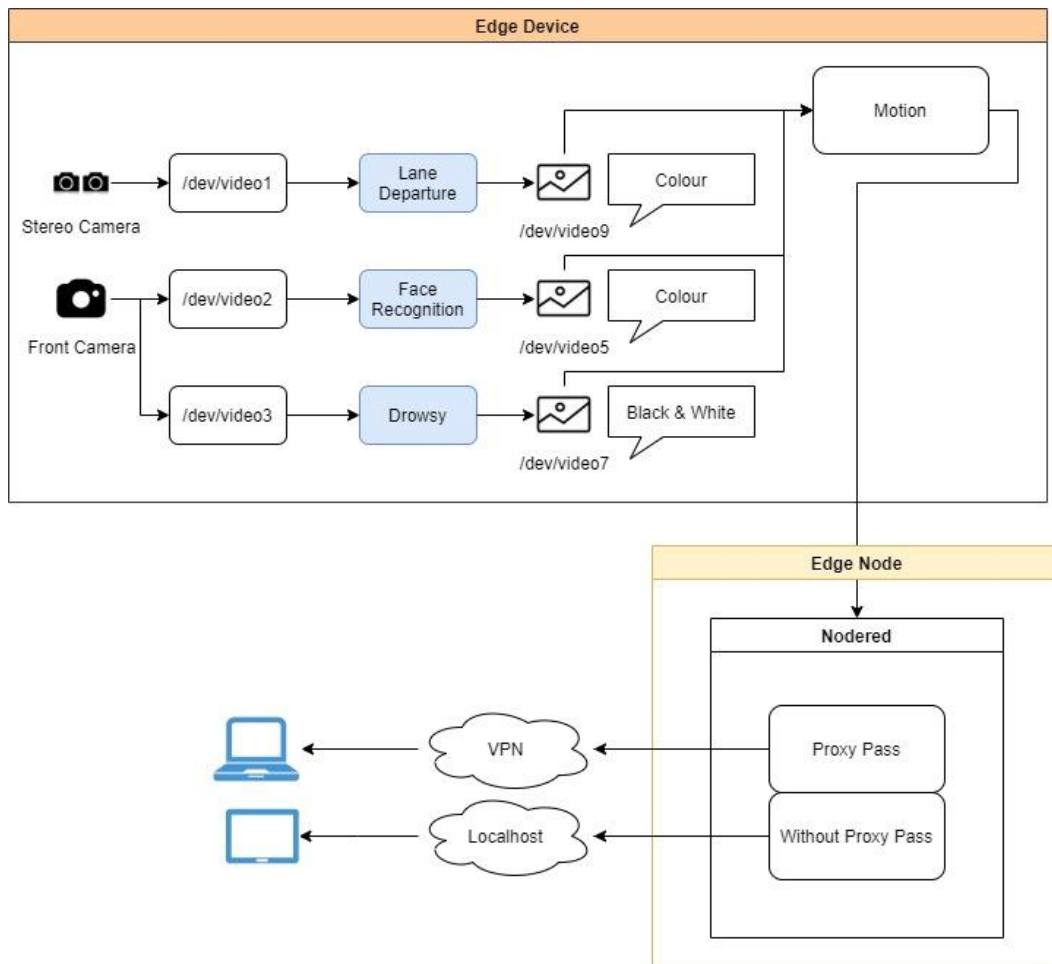 Edge Device
Motion
/dev/video1
Lane
Departure
Colour
Stereo Camera
/dev/video9
/dev/video2
Face
Recognition
Colour
Front Camera
/dev/video5
/dev/video3
Drowsy
Black & White
/dev/video7
Edge Node
Nodered
VPN
Proxy Pass
Localhost
Without Proxy Pass